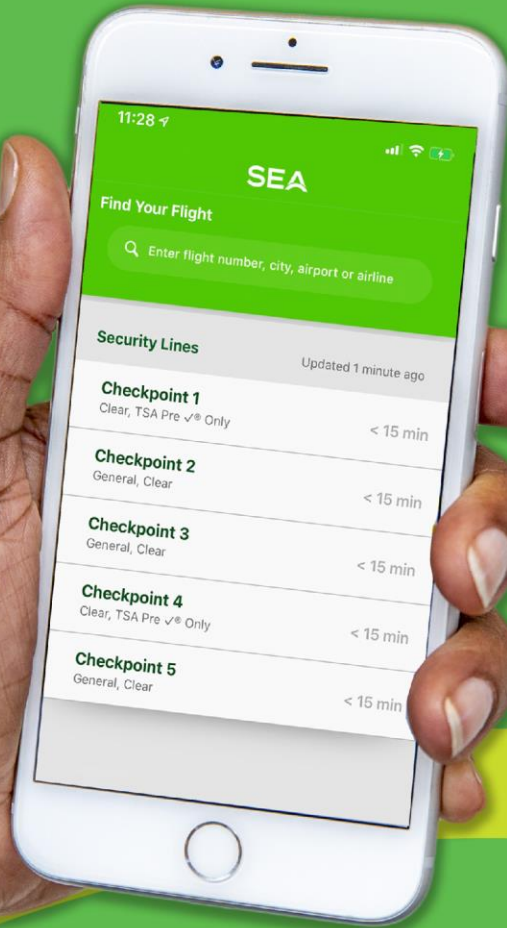 11:28
SEA
Find Your Flight
Enter flight number, city, airport or airline
Security Lines
Updated 1 minute ago
Checkpoint 1
Clear, TSA Pre ✓® Only
< 15 min
Checkpoint 2
General, Clear
< 15 min
Checkpoint 3
General, Clear
< 15 min
Checkpoint 4
Clear, TSA Pre ✓® Only
< 15 min
Checkpoint 5
General, Clear
< 15 min